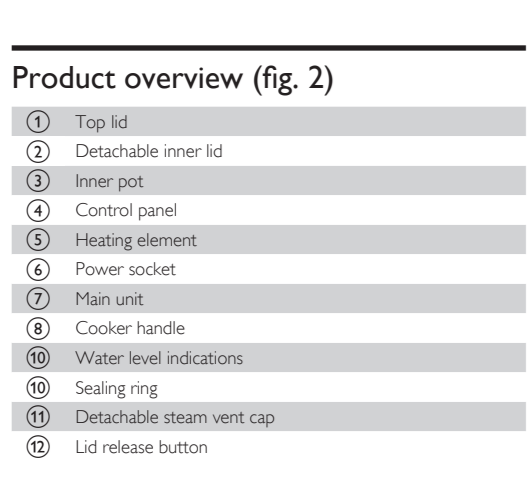 Product overview (fig. 2)
① Top lid
② Detachable inner lid
③ Inner pot
④ Control panel
⑤ Heating element
⑥ Power socket
⑦ Main unit
⑧ Cooker handle
⑩ Water level indications
⑩ Sealing ring
⑪ Detachable steam vent cap
⑫ Lid release button